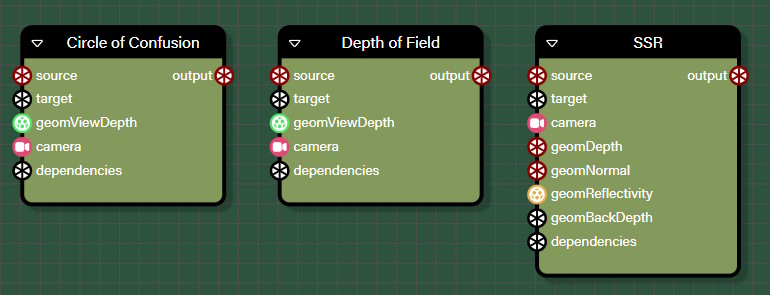 Circle of Confusion
source output
target
geomViewDepth
camera
dependencies
Depth of Field
source output
target
geomViewDepth
camera
dependencies
SSR
source output
target
camera
geomDepth
geomNormal
geomReflectivity
geomBackDepth
dependencies